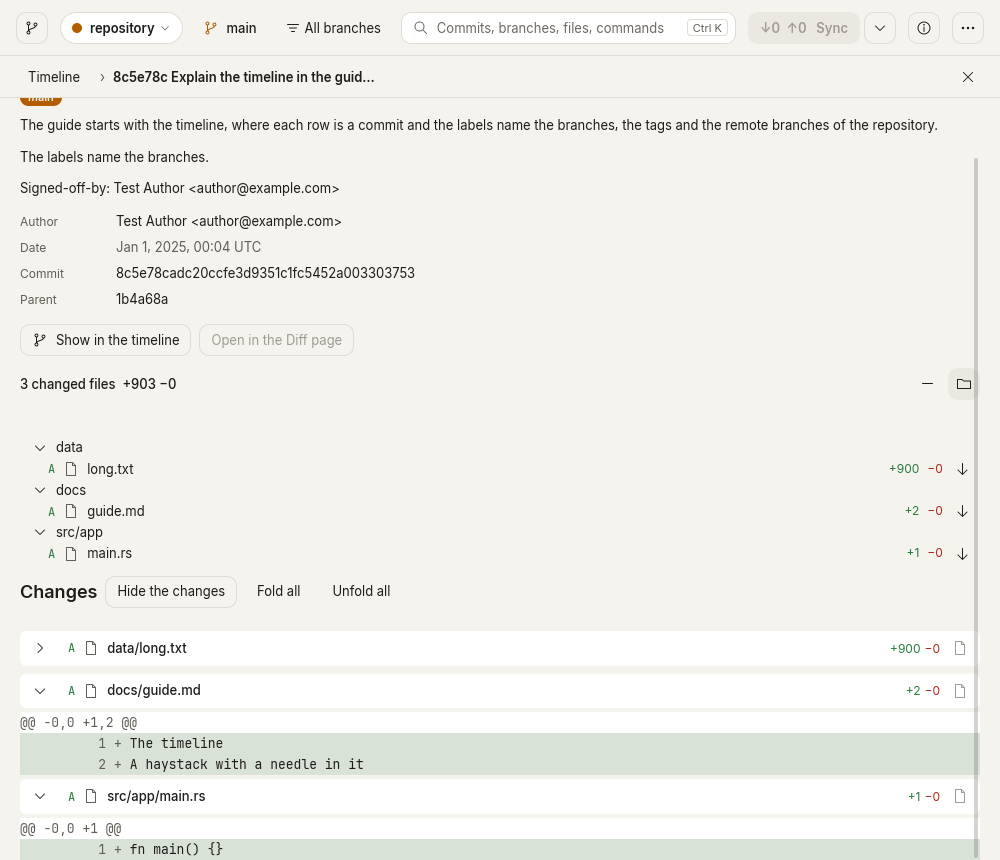 repository main All branches Commits, branches, files, commands Ctrl K ↓0 ↑0 Sync
Timeline › 8c5e78c Explain the timeline in the guid…
main
The guide starts with the timeline, where each row is a commit and the labels name the branches, the tags and the remote branches of the repository.
The labels name the branches.
Signed-off-by: Test Author <author@example.com>
Author Test Author <author@example.com>
Date Jan 1, 2025, 00:04 UTC
Commit 8c5e78cadc20ccfe3d9351c1fc5452a003303753
Parent 1b4a68a
Show in the timeline Open in the Diff page
3 changed files +903 −0
data
A long.txt +900 −0
docs
A guide.md +2 −0
src/app
A main.rs +1 −0
Changes Hide the changes Fold all Unfold all
A data/long.txt +900 −0
A docs/guide.md +2 −0
@@ -0,0 +1,2 @@
1 + The timeline
2 + A haystack with a needle in it
A src/app/main.rs +1 −0
@@ -0,0 +1 @@
1 + fn main() {}